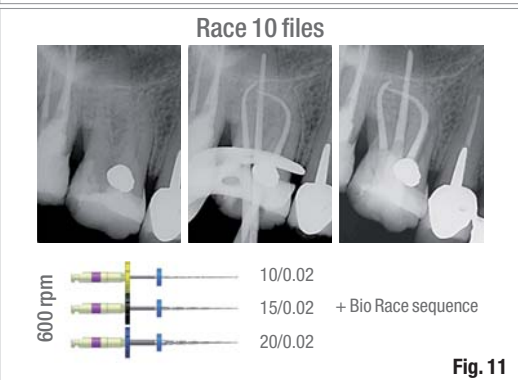 Race 10 files
600 rpm
10/0.02
15/0.02 + Bio Race sequence
20/0.02
Fig. 11